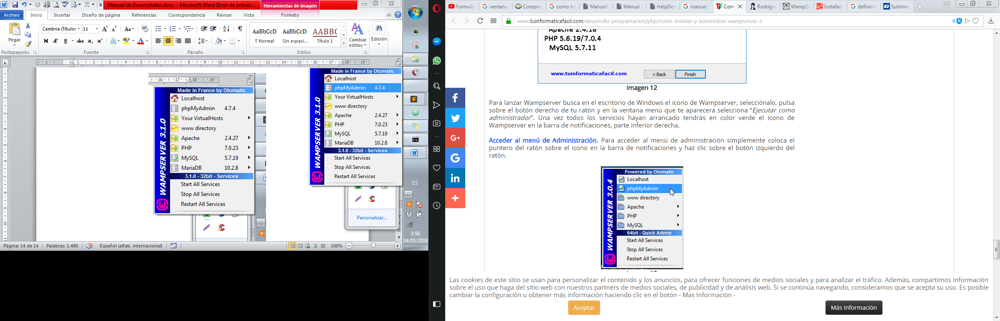 Manual de Desarrollador.docx - Microsoft Word (Error de activac...
Herramientas de imagen
Archivo
Inicio
Insertar
Diseño de página
Referencias
Correspondencia
Revisar
Vista
Formato
Pegar
Cambria (Títulos
11
Portapapeles
Fuente
Párrafo
AaBbCcD
¶ Normal
AaBbCcD
Sin espaci...
AABBC
Título 1
Cambiar
estilos
Edición
Estilos
Made in France by Otomatic
WAMPSERVER 3.1.0
Localhost
phpMyAdmin 4.7.4
Your VirtualHosts
www directory
Apache 2.4.27
PHP 7.0.23
MySQL 5.7.19
MariaDB 10.2.8
3.1.0 - 32bit - Services
Start All Services
Stop All Services
Restart All Services
Made in France by Otomatic
WAMPSERVER 3.1.0
Localhost
phpMyAdmin 4.7.4
Your VirtualHosts
www directory
Apache 2.4.27
PHP 7.0.23
MySQL 5.7.19
MariaDB 10.2.8
3.1.0 - 32bit - Services
Start All Services
Stop All Services
Restart All Services
Personalizar...
ES
1:56
04/05/2018
Página: 14 de 14
Palabras: 1.490
Español (alfab. internacional)
100%
Formula
ventanas
Compras
como ha
ManualD
Manual
HelpDes
manual
Com
Rodrigu
WampSe
Installati
definicio
Sublime
www.tuinformaticafacil.com/desarrollo-programacion/php/como-instalar-y-administrar-wampserver-3
9
Apache 2.4.18
PHP 5.6.19/7.0.4
MySQL 5.7.11
www.tuinformaticafacil.com
< Back
Finish
Imagen 12
Para lanzar Wampserver busca en el escritorio de Windows el icono de Wampserver, selecciónalo, pulsa
sobre el botón derecho de tu ratón y en la ventana menú que te aparecerá selecciona "Ejecutar como
administrador". Una vez todos los servicios hayan arrancado tendrás en color verde el icono de
Wampserver en la barra de notificaciones, parte inferior derecha.
Acceder al menú de Administración. Para acceder al menú de administración simplemente coloca el
puntero del ratón sobre el icono en la barra de notificaciones y haz clic sobre el botón izquierdo del
ratón.
Powered by Otomatic
WAMPSERVER 3.0.4
Localhost
phpMyAdmin
www directory
Apache
PHP
MySQL
64bit - Quick Admin
Start All Services
Stop All Services
Restart All Services
Las cookies de este sitio se usan para personalizar el contenido y los anuncios, para ofrecer funciones de medios sociales y para analizar el tráfico. Además, compartimos información
sobre el uso que haga del sitio web con nuestros partners de medios sociales, de publicidad y de análisis web. Si se continúa navegando, consideramos que se acepta su uso. Es posible
cambiar la configuración u obtener más información haciendo clic en el botón - Mas Información -
Aceptar
Más Información